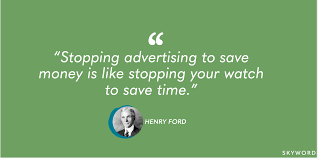 “Stopping advertising to save
money is like stopping your watch
to save time.”
HENRY FORD
SKYWORD